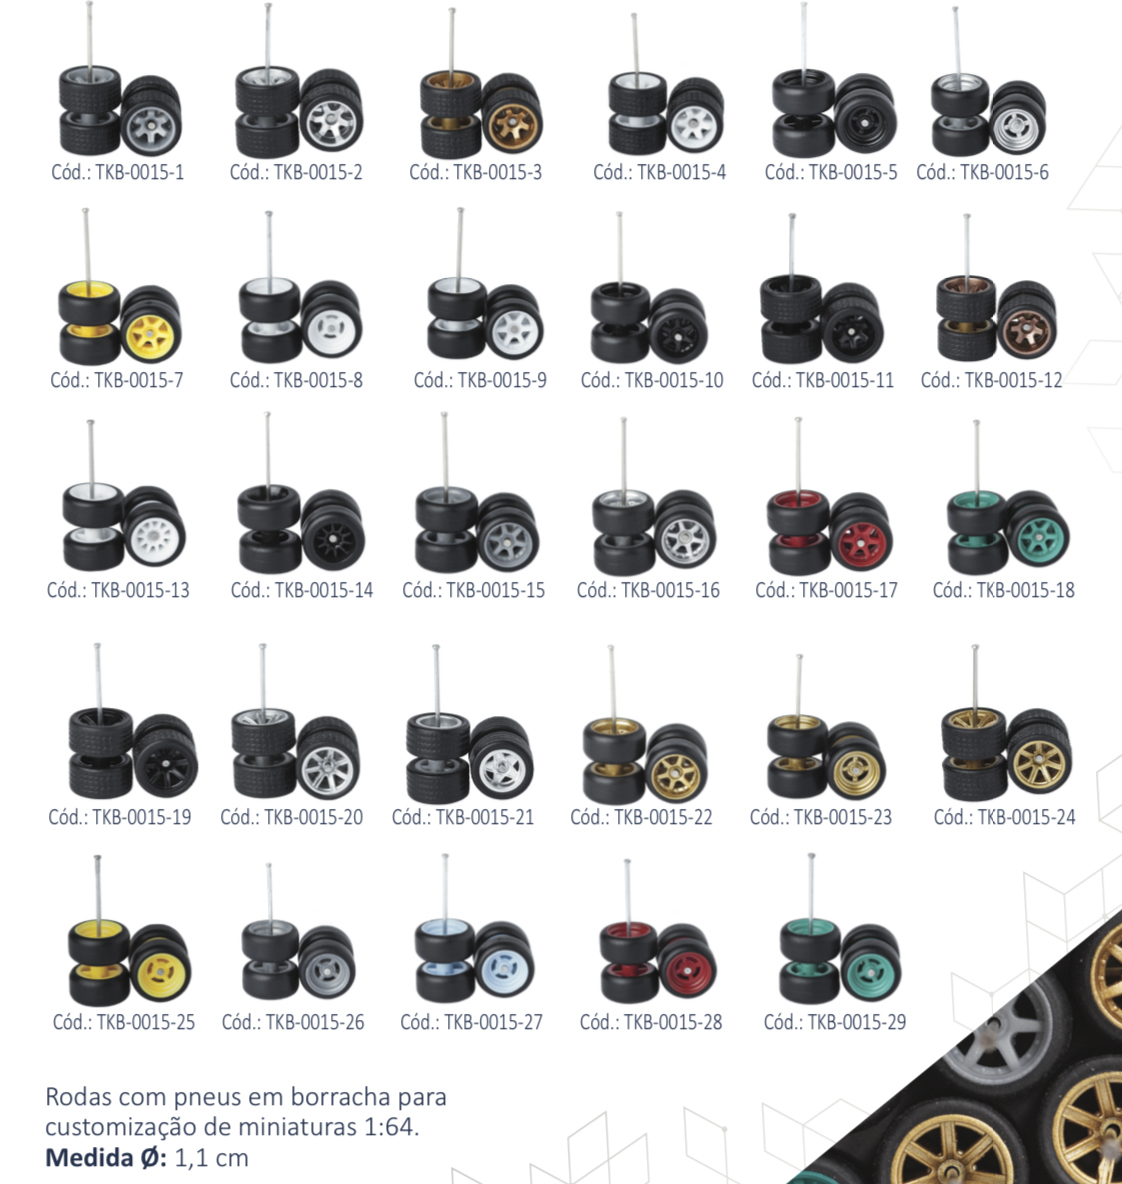 Cód.: TKB-0015-1
Cód.: TKB-0015-2
Cód.: TKB-0015-3
Cód.: TKB-0015-4
Cód.: TKB-0015-5
Cód.: TKB-0015-6
Cód.: TKB-0015-7
Cód.: TKB-0015-8
Cód.: TKB-0015-9
Cód.: TKB-0015-10
Cód.: TKB-0015-11
Cód.: TKB-0015-12
Cód.: TKB-0015-13
Cód.: TKB-0015-14
Cód.: TKB-0015-15
Cód.: TKB-0015-16
Cód.: TKB-0015-17
Cód.: TKB-0015-18
Cód.: TKB-0015-19
Cód.: TKB-0015-20
Cód.: TKB-0015-21
Cód.: TKB-0015-22
Cód.: TKB-0015-23
Cód.: TKB-0015-24
Cód.: TKB-0015-25
Cód.: TKB-0015-26
Cód.: TKB-0015-27
Cód.: TKB-0015-28
Cód.: TKB-0015-29
Rodas com pneus em borracha para
customização de miniaturas 1:64.
Medida Ø: 1,1 cm